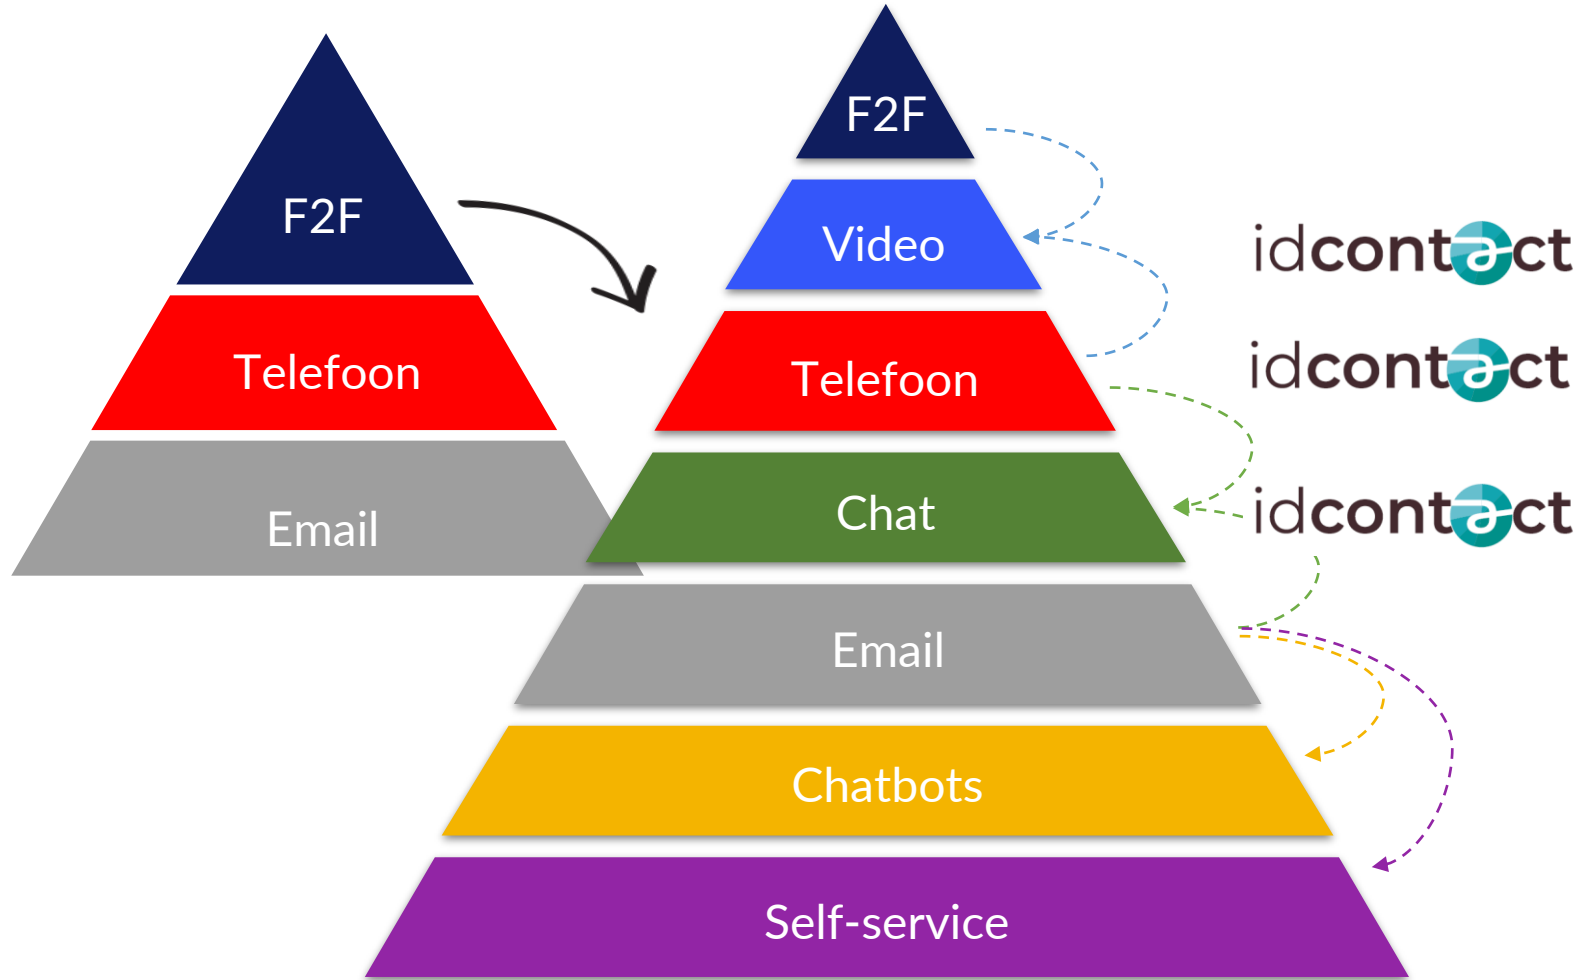 F2F
Telefoon
Email
F2F
Video
Telefoon
Chat
Email
Chatbots
Self-service
idcontact
idcontact
idcontact